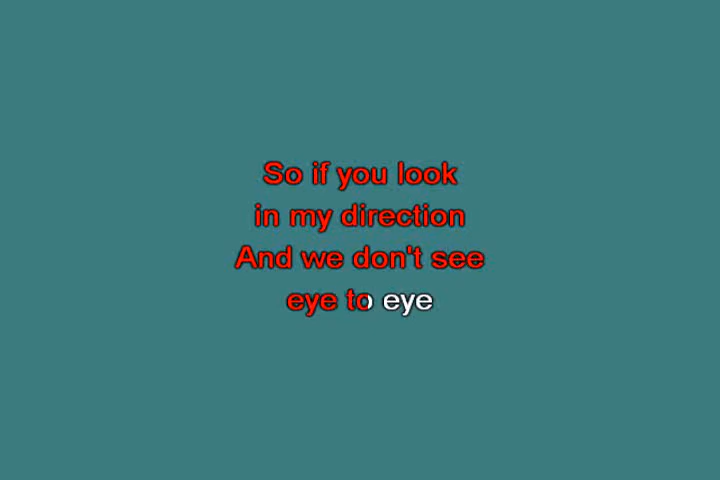 So if you look
in my direction
And we don't see
eye to eye